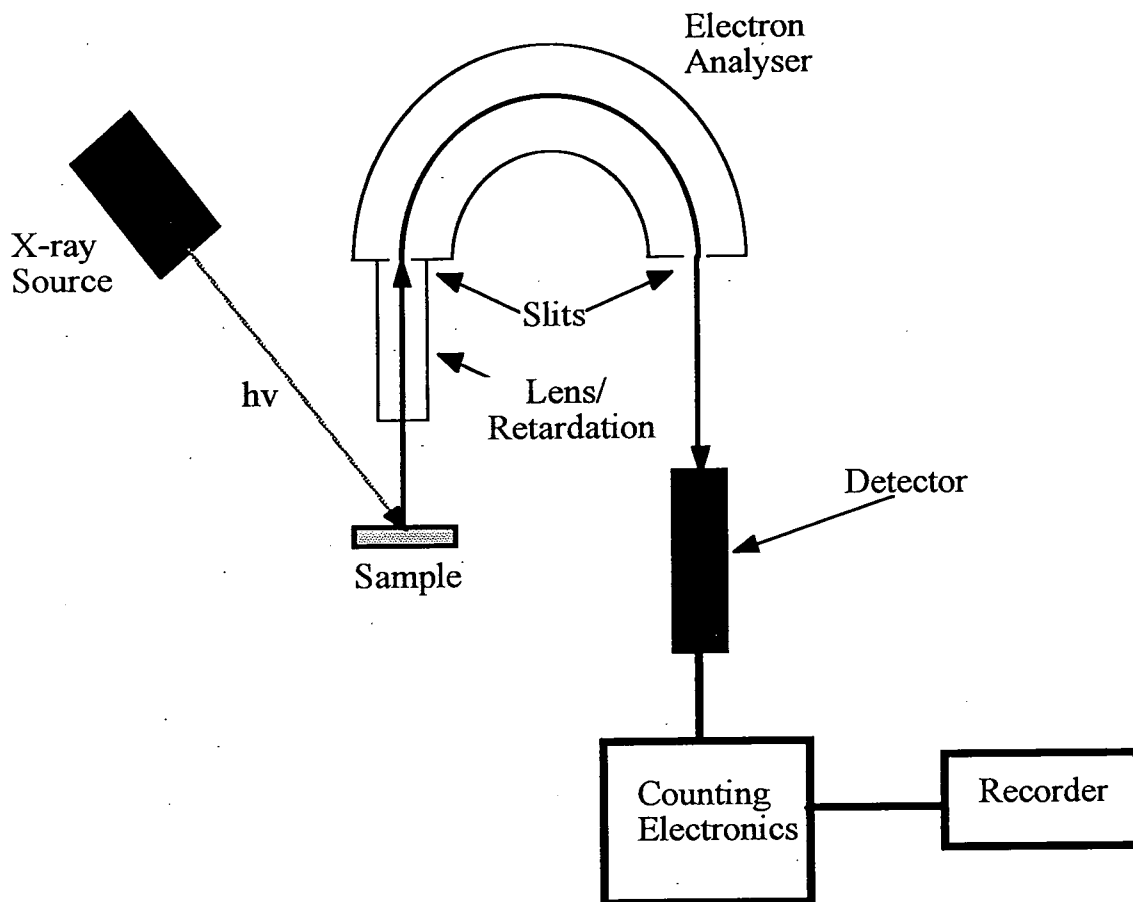 Electron
Analyser
X-ray
Source
Slits
hv
Lens/
Retardation
Detector
Sample
Counting
Electronics
Recorder